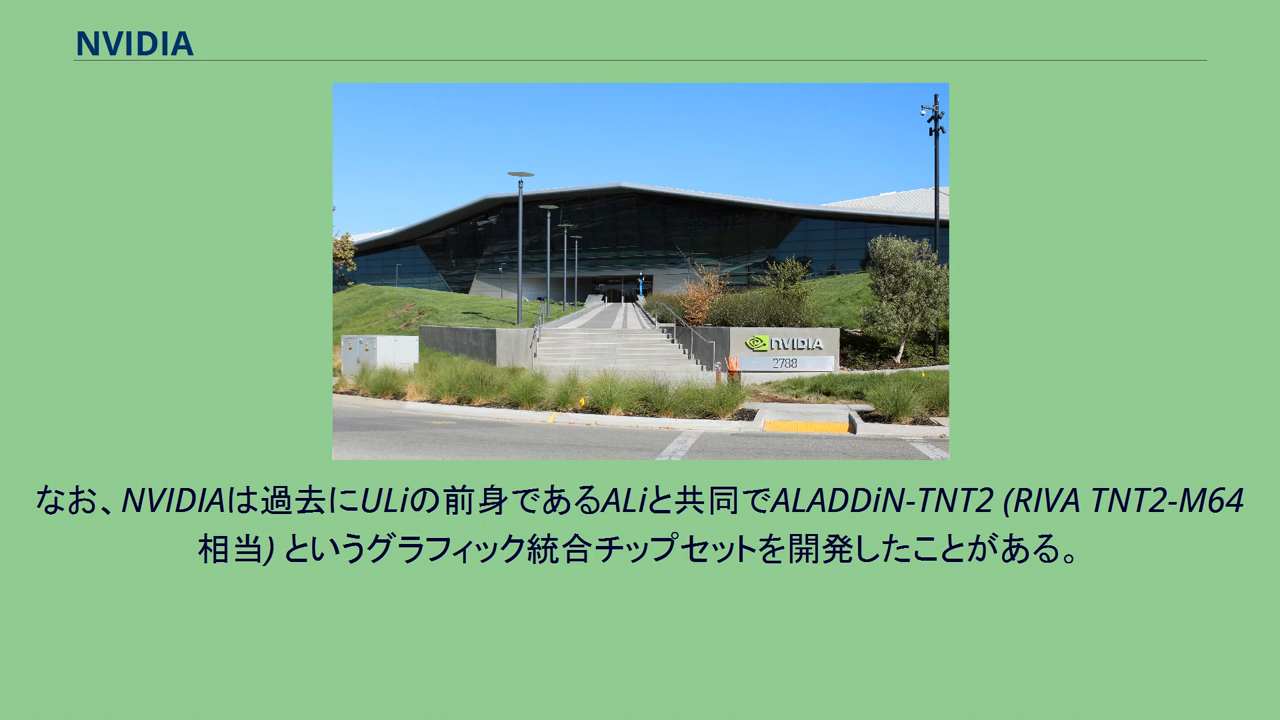 NVIDIA
NVIDIA
2788
なお、NVIDIAは過去にULiの前身であるALiと共同でALADDiN-TNT2 (RIVA TNT2-M64
相当) というグラフィック統合チップセットを開発したことがある。